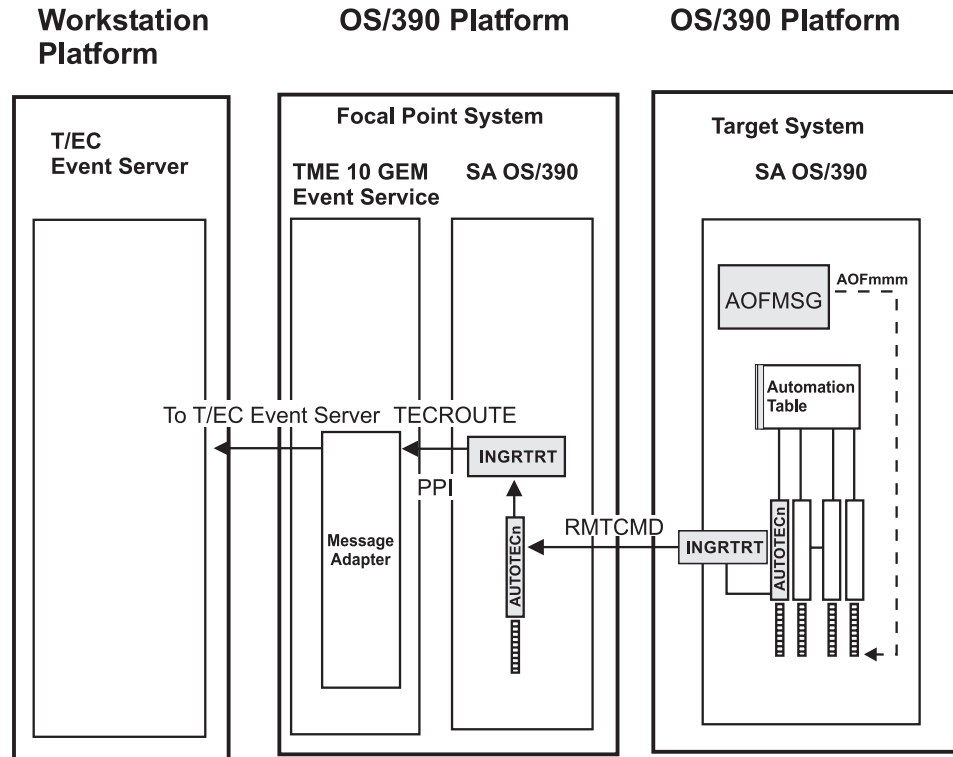 Workstation
Platform
OS/390 Platform
OS/390 Platform
T/EC
Event Server
Focal Point System
TME 10 GEM
Event Service
SA OS/390
Target System
SA OS/390
AOFMSG
AOFmmm
Automation
Table
To T/EC Event Server
TECROUTE
INGRTRT
PPI
Message
Adapter
AUTOTECn
RMTCMD
INGRTRT
AUTOTECn